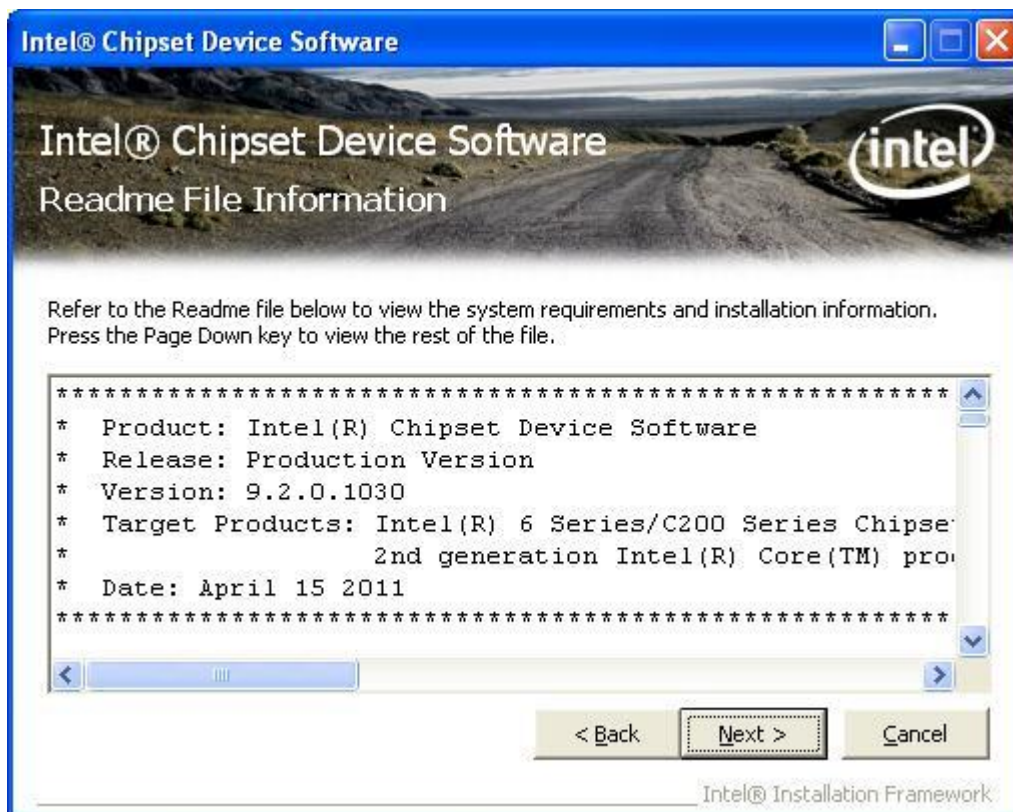 Intel® Chipset Device Software
Intel® Chipset Device Software
intel
Readme File Information
Refer to the Readme file below to view the system requirements and installation information.
Press the Page Down key to view the rest of the file.
************************************************************
* Product: Intel(R) Chipset Device Software
* Release: Production Version
* Version: 9.2.0.1030
* Target Products: Intel(R) 6 Series/C200 Series
* 2nd generation Intel(R) Core(TM)
* Date: April 15 2011
************************************************************
< Back
Next >
Cancel
Intel® Installation Framework